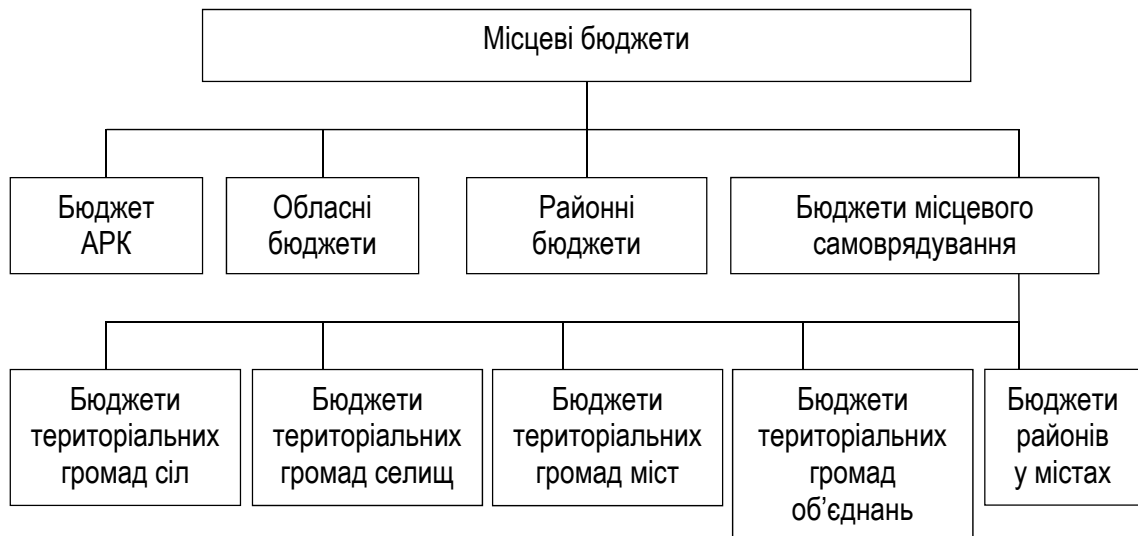 Місцеві бюджети
Бюджет
АРК
Обласні
бюджети
Районні
бюджети
Бюджети місцевого
самоврядування
Бюджети
територіальних
громад сіл
Бюджети
територіальних
громад селищ
Бюджети
територіальних
громад міст
Бюджети
територіальних
громад
об’єднань
Бюджети
районів
у містах